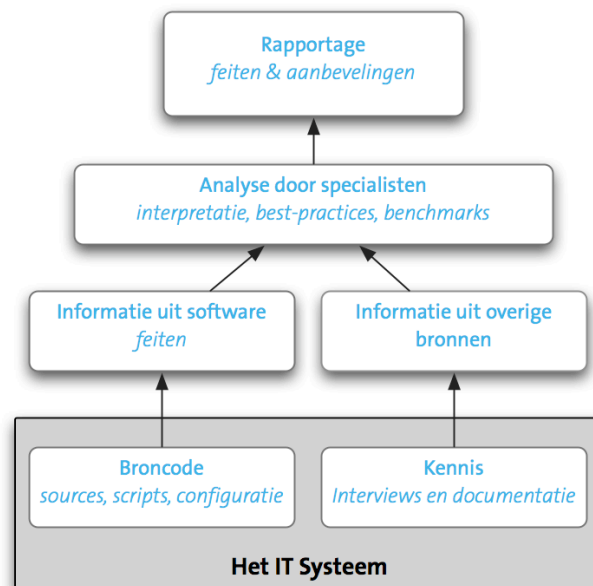 Rapportage
feiten & aanbevelingen
Analyse door specialisten
interpretatie, best-practices, benchmarks
Informatie uit software
feiten
Informatie uit overige
bronnen
Broncode
sources, scripts, configuratie
Kennis
Interviews en documentatie
Het IT Systeem